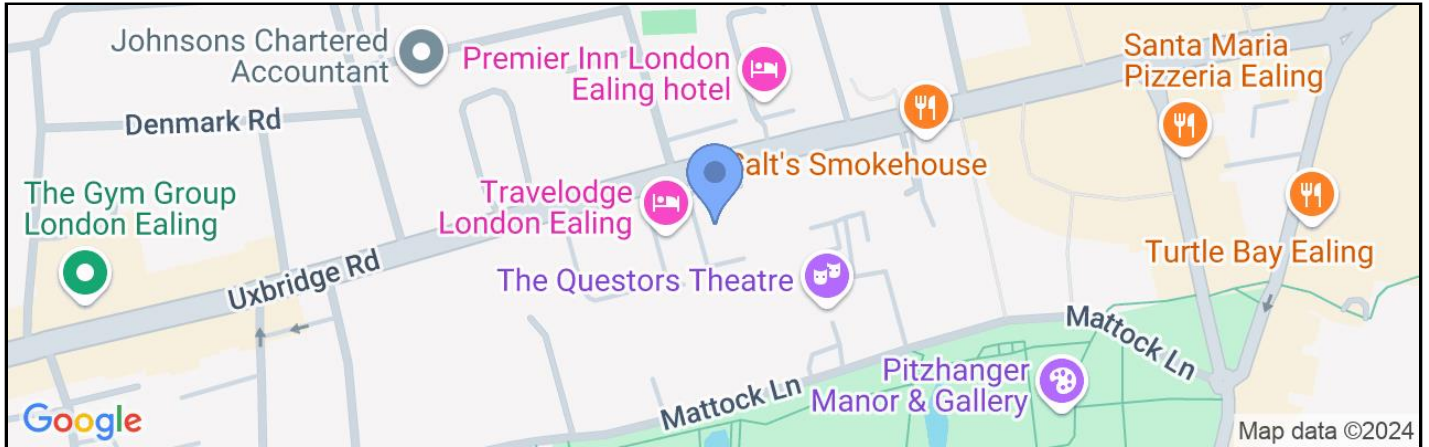 Johnsons Chartered
Accountant
Premier Inn London
Ealing hotel
Santa Maria
Pizzeria Ealing
Denmark Rd
Salt's Smokehouse
The Gym Group
London Ealing
Travelodge
London Ealing
Turtle Bay Ealing
Uxbridge Rd
The Questors Theatre
Mattock Ln
Pitzhanger
Manor & Gallery
Mattock Ln
Google
Map data ©2024